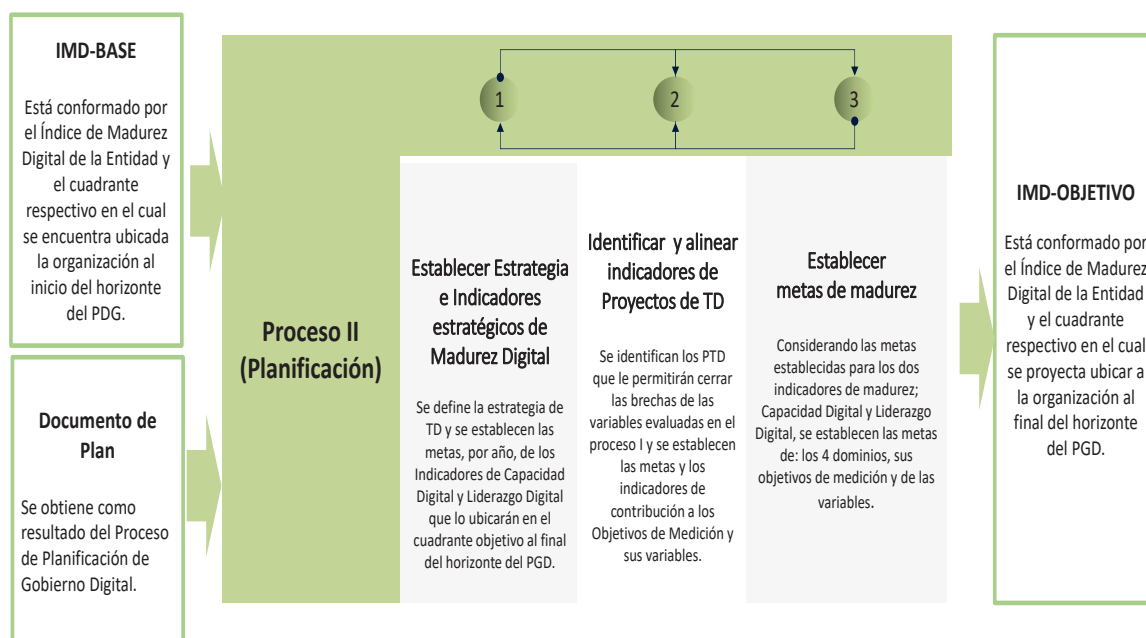 IMD-BASE
Está conformado por
el Índice de Madurez
Digital de la Entidad y
el cuadrante
respectivo en el cual
se encuentra ubicada
la organización al
inicio del horizonte
del PDG.
Documento de
Plan
Se obtiene como
resultado del Proceso
de Planificación de
Gobierno Digital.
Proceso II
(Planificación)
1
2
3
Establecer Estrategia
e Indicadores
estratégicos de
Madurez Digital
Se define la estrategia de
TD y se establecen las
metas, por año, de los
Indicadores de Capacidad
Digital y Liderazgo Digital
que lo ubicarán en el
cuadrante objetivo al final
del horizonte del PGD.
Identificar y alinear
indicadores de
Proyectos de TD
Se identifican los PTD
que le permitirán cerrar
las brechas de las
variables evaluadas en el
proceso I y se establecen
las metas y los
indicadores de
contribución a los
Objetivos de Medición y
sus variables.
Establecer
metas de madurez
Considerando las metas
establecidas para los dos
indicadores de madurez;
Capacidad Digital y Liderazgo
Digital, se establecen las metas
de: los 4 dominios, sus
objetivos de medición y de las
variables.
IMD-OBJETIVO
Está conformado por
el Índice de Madurez
Digital de la Entidad
y el cuadrante
respectivo en el cual
se proyecta ubicar a
la organización al
final del horizonte
del PGD.